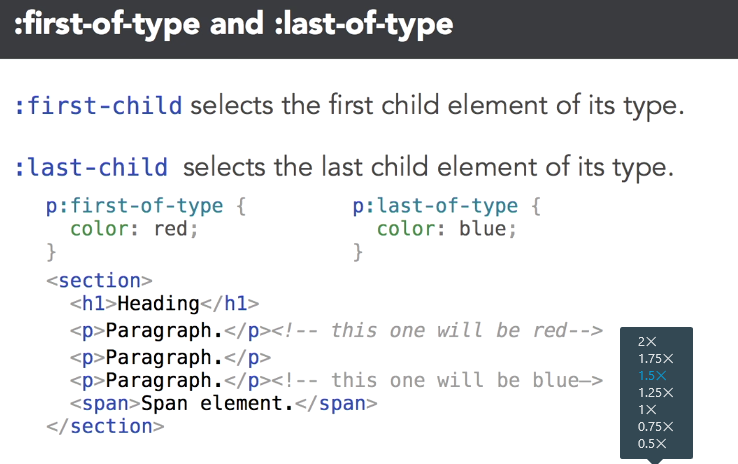 :first-of-type and :last-of-type
:first-child selects the first child element of its type.
:last-child selects the last child element of its type.
p:first-of-type { p:last-of-type {
color: red; color: blue;
} }
<section>
<h1>Heading</h1>
<p>Paragraph.</p><!-- this one will be red-->
<p>Paragraph.</p>
<p>Paragraph.</p><!-- this one will be blue—>
<span>Span element.</span>
</section>
2×
1.75×
1.5×
1.25×
1×
0.75×
0.5×